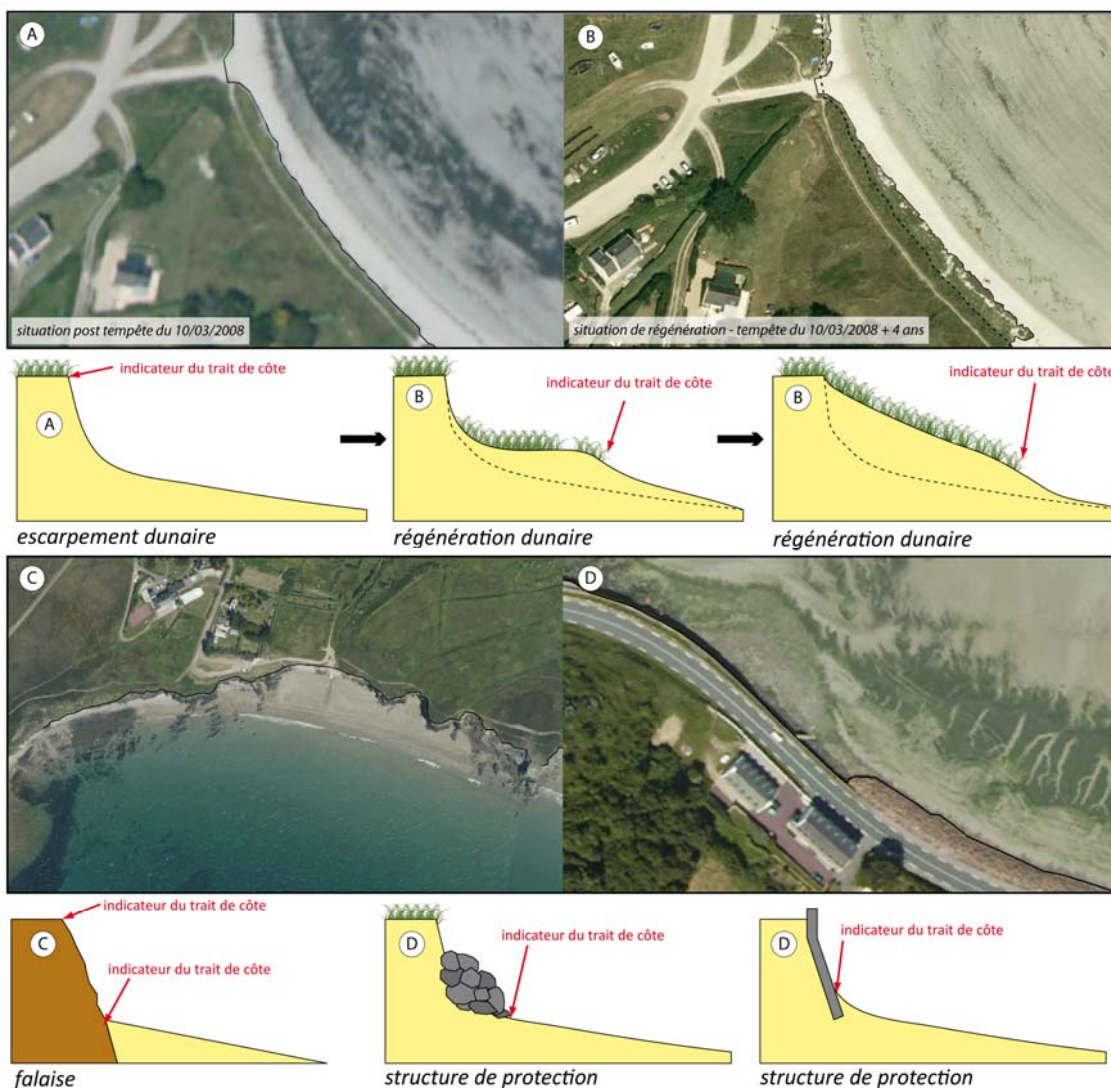 A
B
situation post tempête du 10/03/2008
situation de régénération - tempête du 10/03/2008 + 4 ans
indicateur du trait de côte
indicateur du trait de côte
indicateur du trait de côte
A
B
B
escarpement dunaire
régénération dunaire
régénération dunaire
C
D
indicateur du trait de côte
indicateur du trait de côte
indicateur du trait de côte
indicateur du trait de côte
C
D
D
falaise
structure de protection
structure de protection